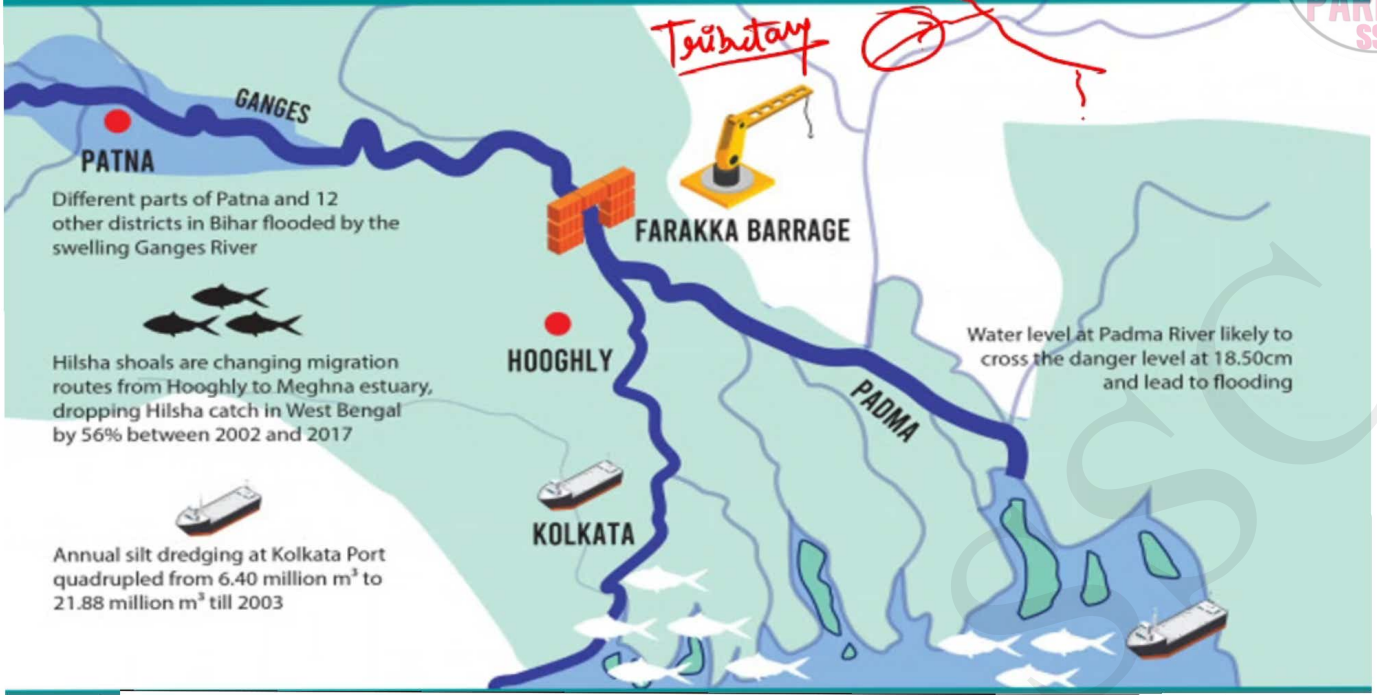 Tributary
GANGES
PATNA
Different parts of Patna and 12
other districts in Bihar flooded by the
swelling Ganges River
FARAKKA BARRAGE
Hilsha shoals are changing migration
routes from Hooghly to Meghna estuary,
dropping Hilsha catch in West Bengal
by 56% between 2002 and 2017
HOOGHLY
Water level at Padma River likely to
cross the danger level at 18.50cm
and lead to flooding
PADMA
KOLKATA
Annual silt dredging at Kolkata Port
quadrupled from 6.40 million m³ to
21.88 million m³ till 2003
SSC